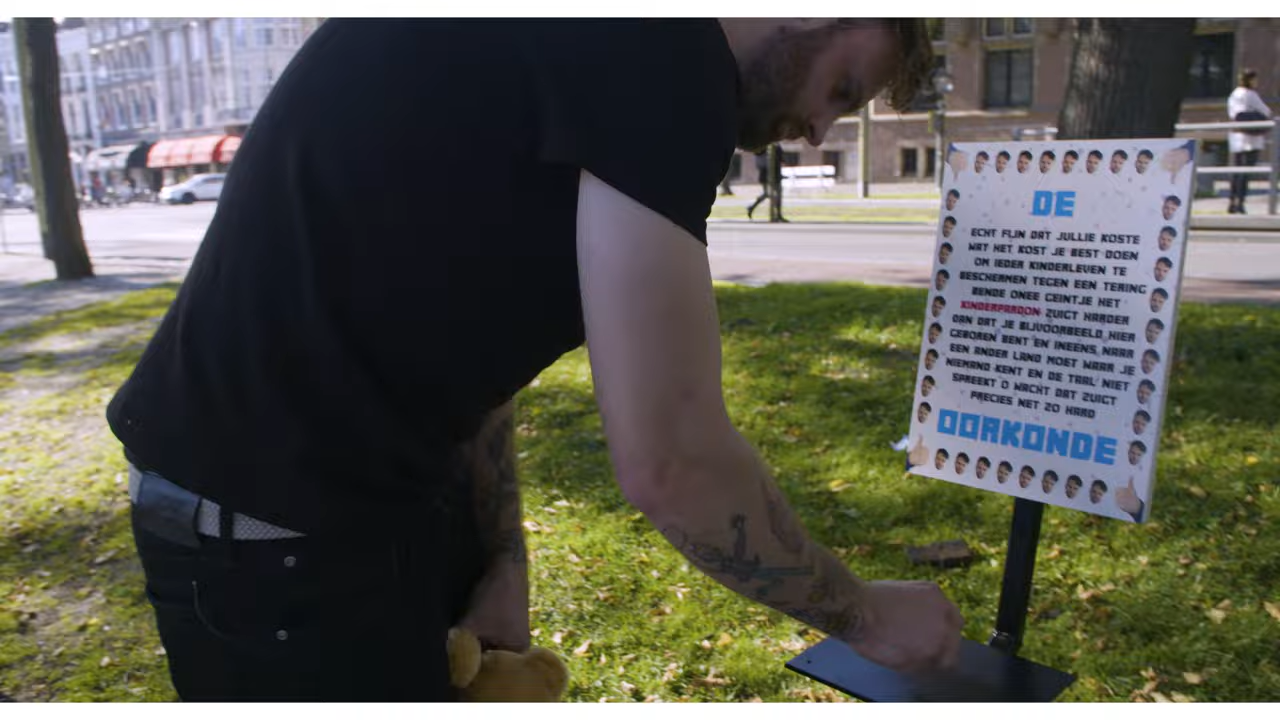 DE
ECHT FIJN DAT JULLIE KOSTE
WAT HET KOST JE BEST DOEN
OM IEDER KINDERLEVEN TE
BESCHERMEN TEGEN EEN TERING
BENDE ONEE GEINTJE HET
KINDERPARDON ZUIGT HARDER
DAN DAT JE BIJVOORBEELD HIER
GEBOREN BENT EN INEENS NAAR
EEN ANDER LAND MOET WAAR JE
NIEMAND KENT EN DE TAAL NIET
SPREEKT O WACHT DAT ZUIGT
PRECIES NET ZO HARD
OORKONDE